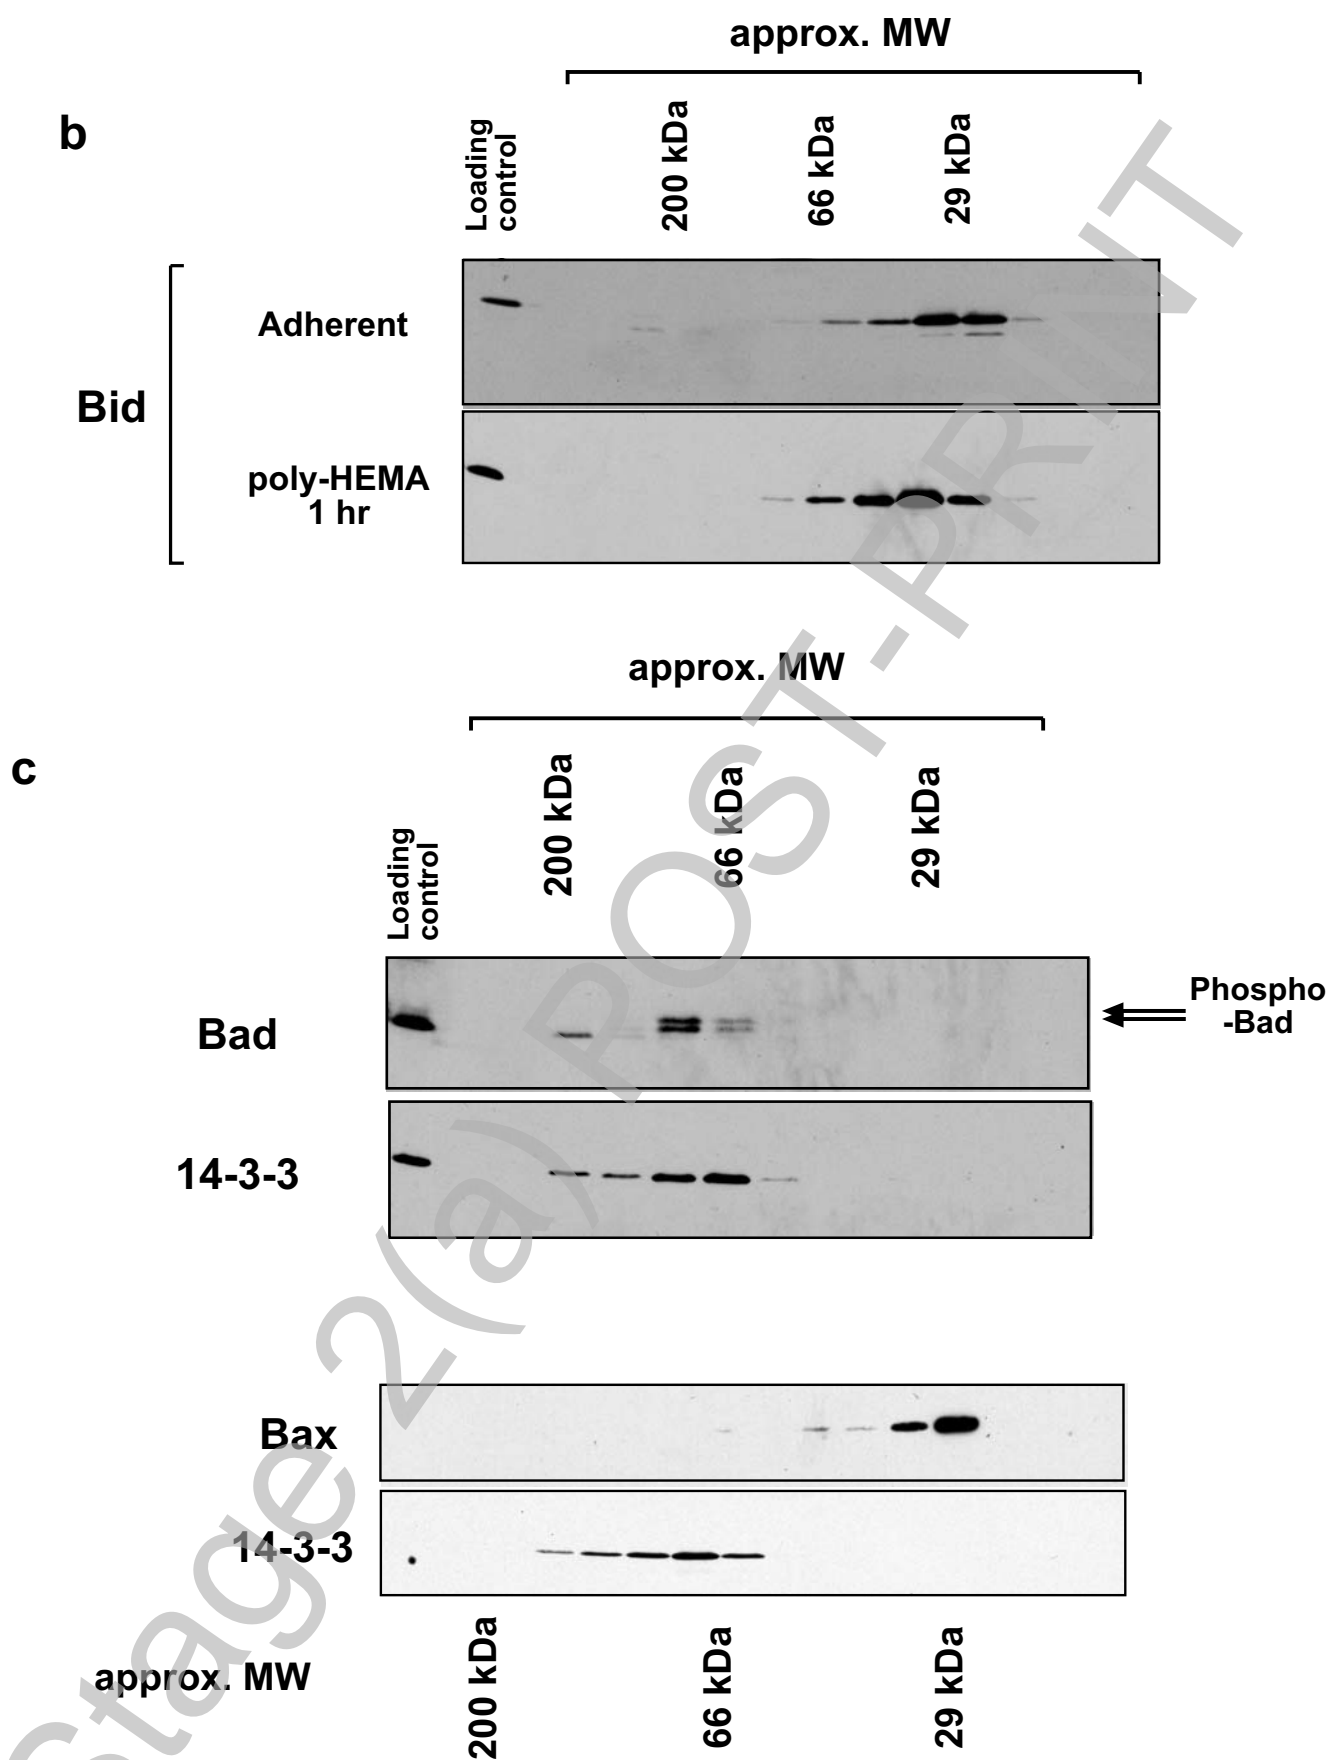 approx. MW
b
Loading
control
200 kDa
66 kDa
29 kDa
Adherent
Bid
poly-HEMA
1 hr
approx. MW
c
Loading
control
200 kDa
66 kDa
29 kDa
Bad
Phospho
-Bad
14-3-3
Bax
14-3-3
approx. MW
200 kDa
66 kDa
29 kDa
Stage 2(a) POST-PRINT